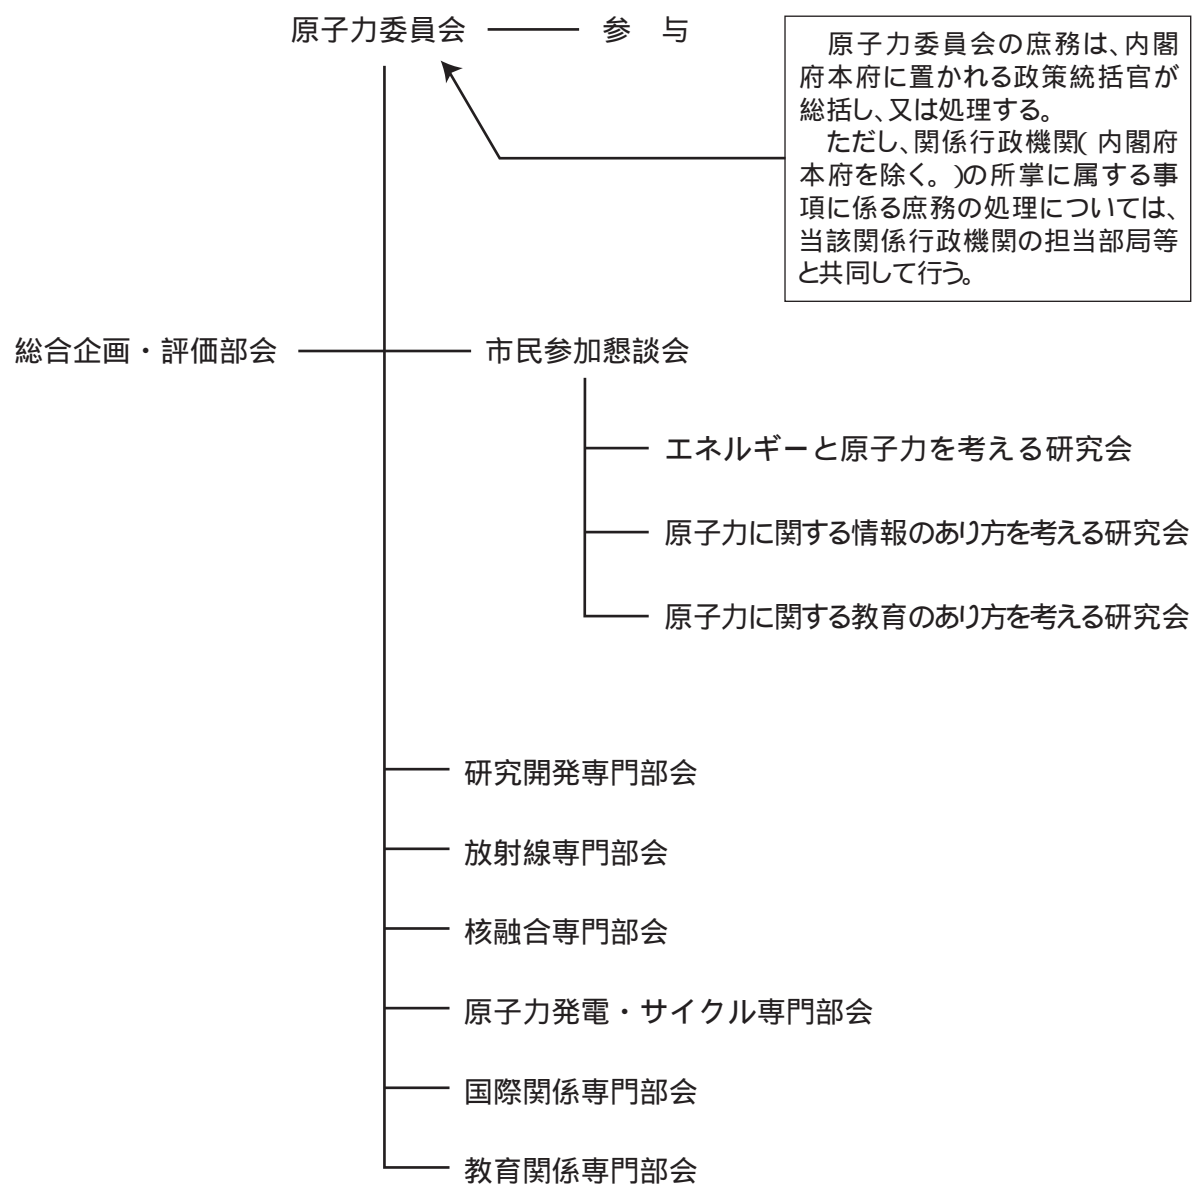 原子力委員会
参　与
　原子力委員会の庶務は、内閣
府本府に置かれる政策統括官が
総括し、又は処理する。
　ただし、関係行政機関(内閣府
本府を除く。)の所掌に属する事
項に係る庶務の処理については、
当該関係行政機関の担当部局等
と共同して行う。
総合企画・評価部会
市民参加懇談会
エネルギーと原子力を考える研究会
原子力に関する情報のあり方を考える研究会
原子力に関する教育のあり方を考える研究会
研究開発専門部会
放射線専門部会
核融合専門部会
原子力発電・サイクル専門部会
国際関係専門部会
教育関係専門部会